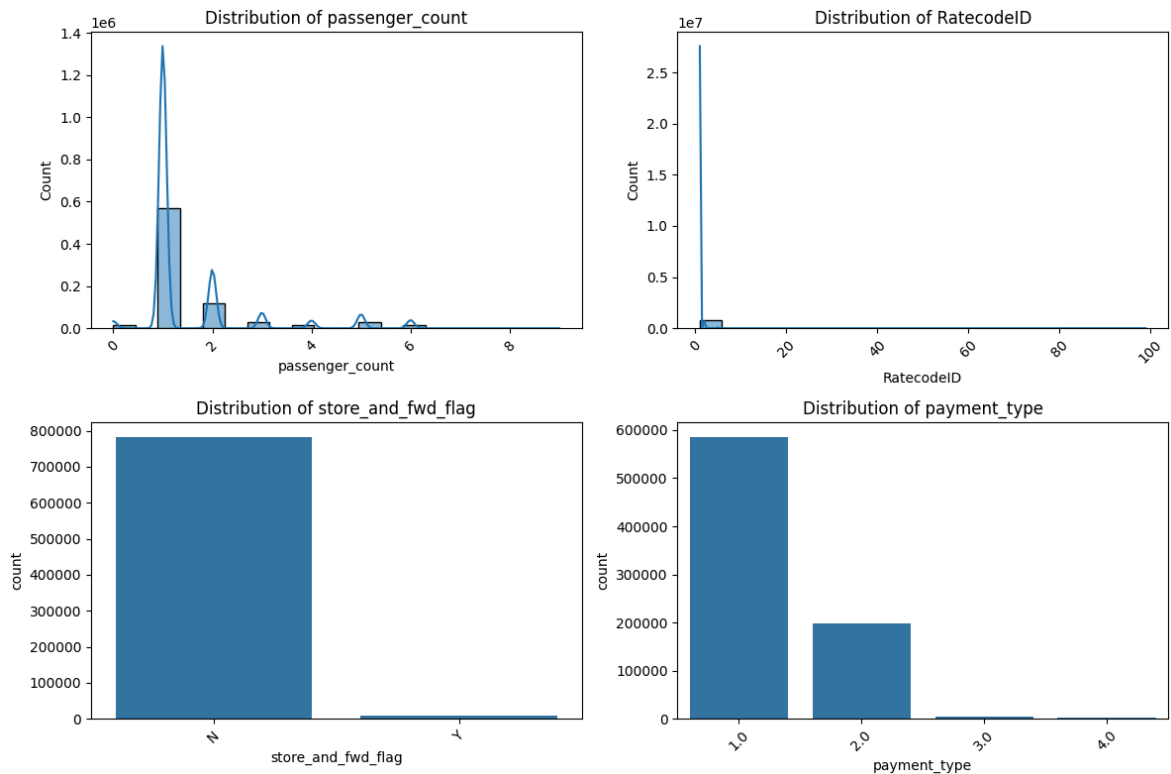 Distribution of passenger_count
1e6
1.4
1.2
1.0
0.8
0.6
0.4
0.2
0.0
Count
0
2
4
6
8
passenger_count
Distribution of RatecodeID
1e7
2.5
2.0
1.5
1.0
0.5
0.0
Count
0
20
40
60
80
100
RatecodeID
Distribution of store_and_fwd_flag
800000
700000
600000
500000
400000
300000
200000
100000
0
count
N
Y
store_and_fwd_flag
Distribution of payment_type
600000
500000
400000
300000
200000
100000
0
count
1.0
2.0
3.0
4.0
payment_type